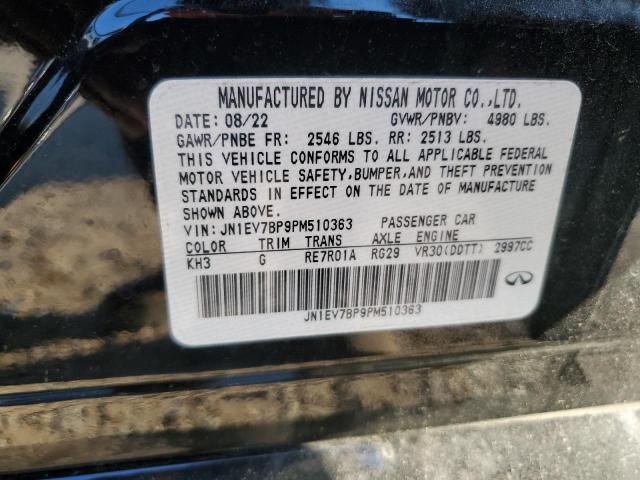 MANUFACTURED BY NISSAN MOTOR CO.,LTD.
DATE: 08/22 GVWR/PNBV: 4980 LBS.
GAWR/PNBE FR: 2546 LBS. RR: 2513 LBS.
THIS VEHICLE CONFORMS TO ALL APPLICABLE FEDERAL
MOTOR VEHICLE SAFETY,BUMPER,AND THEFT PREVENTION
STANDARDS IN EFFECT ON THE DATE OF MANUFACTURE
SHOWN ABOVE.
VIN: JN1EV7BP9PM510363 PASSENGER CAR
COLOR TRIM TRANS AXLE ENGINE
KH3 G RE7R01A RG29 VR30(DDTT) 2997CC
JN1EV7BP9PM510363